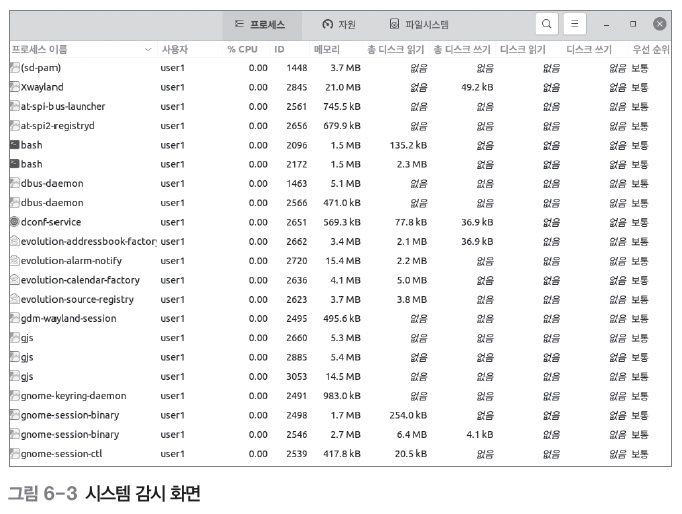 프로세스 자원 파일시스템
프로세스 이름 사용자 % CPU ID 메모리 총 디스크 읽기 총 디스크 쓰기 디스크 읽기 디스크 쓰기 우선 순위
(sd-pam) user1 0.00 1448 3.7 MB 없음 없음 없음 없음 보통
Xwayland user1 0.00 2845 21.0 MB 없음 49.2 kB 없음 없음 보통
at-spi-bus-launcher user1 0.00 2561 745.5 kB 없음 없음 없음 없음 보통
at-spi2-registryd user1 0.00 2656 679.9 kB 없음 없음 없음 없음 보통
bash user1 0.00 2096 1.5 MB 135.2 kB 없음 없음 없음 보통
bash user1 0.00 2172 1.5 MB 2.3 MB 없음 없음 없음 보통
dbus-daemon user1 0.00 1463 5.1 MB 없음 없음 없음 없음 보통
dbus-daemon user1 0.00 2566 471.0 kB 없음 없음 없음 없음 보통
dconf-service user1 0.00 2651 569.3 kB 77.8 kB 36.9 kB 없음 없음 보통
evolution-addressbook-factory user1 0.00 2662 3.4 MB 2.1 MB 36.9 kB 없음 없음 보통
evolution-alarm-notify user1 0.00 2720 15.4 MB 2.2 MB 없음 없음 없음 보통
evolution-calendar-factory user1 0.00 2636 4.1 MB 5.0 MB 없음 없음 없음 보통
evolution-source-registry user1 0.00 2623 3.7 MB 3.8 MB 없음 없음 없음 보통
gdm-wayland-session user1 0.00 2495 495.6 kB 없음 없음 없음 없음 보통
gjs user1 0.00 2660 5.3 MB 없음 없음 없음 없음 보통
gjs user1 0.00 2885 5.4 MB 없음 없음 없음 없음 보통
gjs user1 0.00 3053 14.5 MB 없음 없음 없음 없음 보통
gnome-keyring-daemon user1 0.00 2491 983.0 kB 없음 없음 없음 없음 보통
gnome-session-binary user1 0.00 2498 1.7 MB 254.0 kB 없음 없음 없음 보통
gnome-session-binary user1 0.00 2546 2.7 MB 6.4 MB 4.1 kB 없음 없음 보통
gnome-session-ctl user1 0.00 2539 417.8 kB 20.5 kB 없음 없음 없음 보통
그림 6-3 시스템 감시 화면